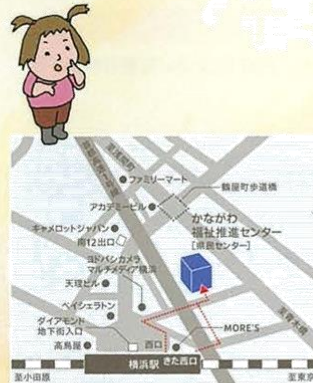 ファミリーマート
鶴屋町歩道橋
アカデミービル
かながわ
福祉推進センター
[県民センター]
キャメロットジャパン
南12出口
ヨドバシカメラ
マルチメディア横浜
天理ビル
ベイシェラトン
ダイアモンド
地下街入口
MORE'S
高島屋
西口
横浜駅 きた西口
至小田原
至東京